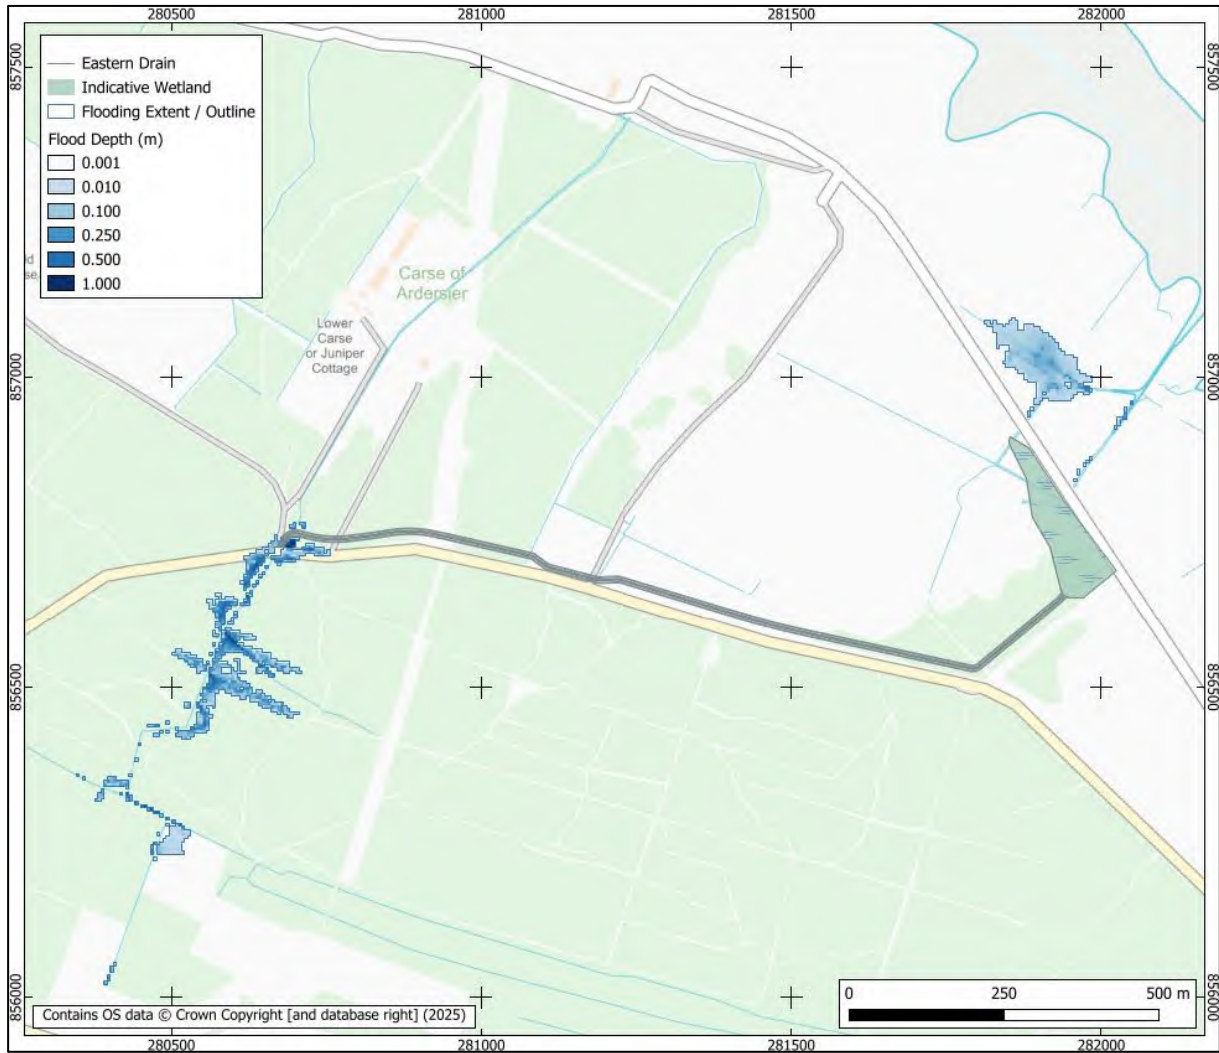 280500
281000
281500
282000
857500
857500
Eastern Drain
Indicative Wetland
Flooding Extent / Outline
Flood Depth (m)
0.001
0.010
0.100
0.250
0.500
1.000
Carse of
Ardersier
Lower
Carse
or Juniper
Cottage
857000
857000
856500
856500
856000
856000
0
250
500 m
Contains OS data © Crown Copyright [and database right] (2025)
280500
281000
281500
282000